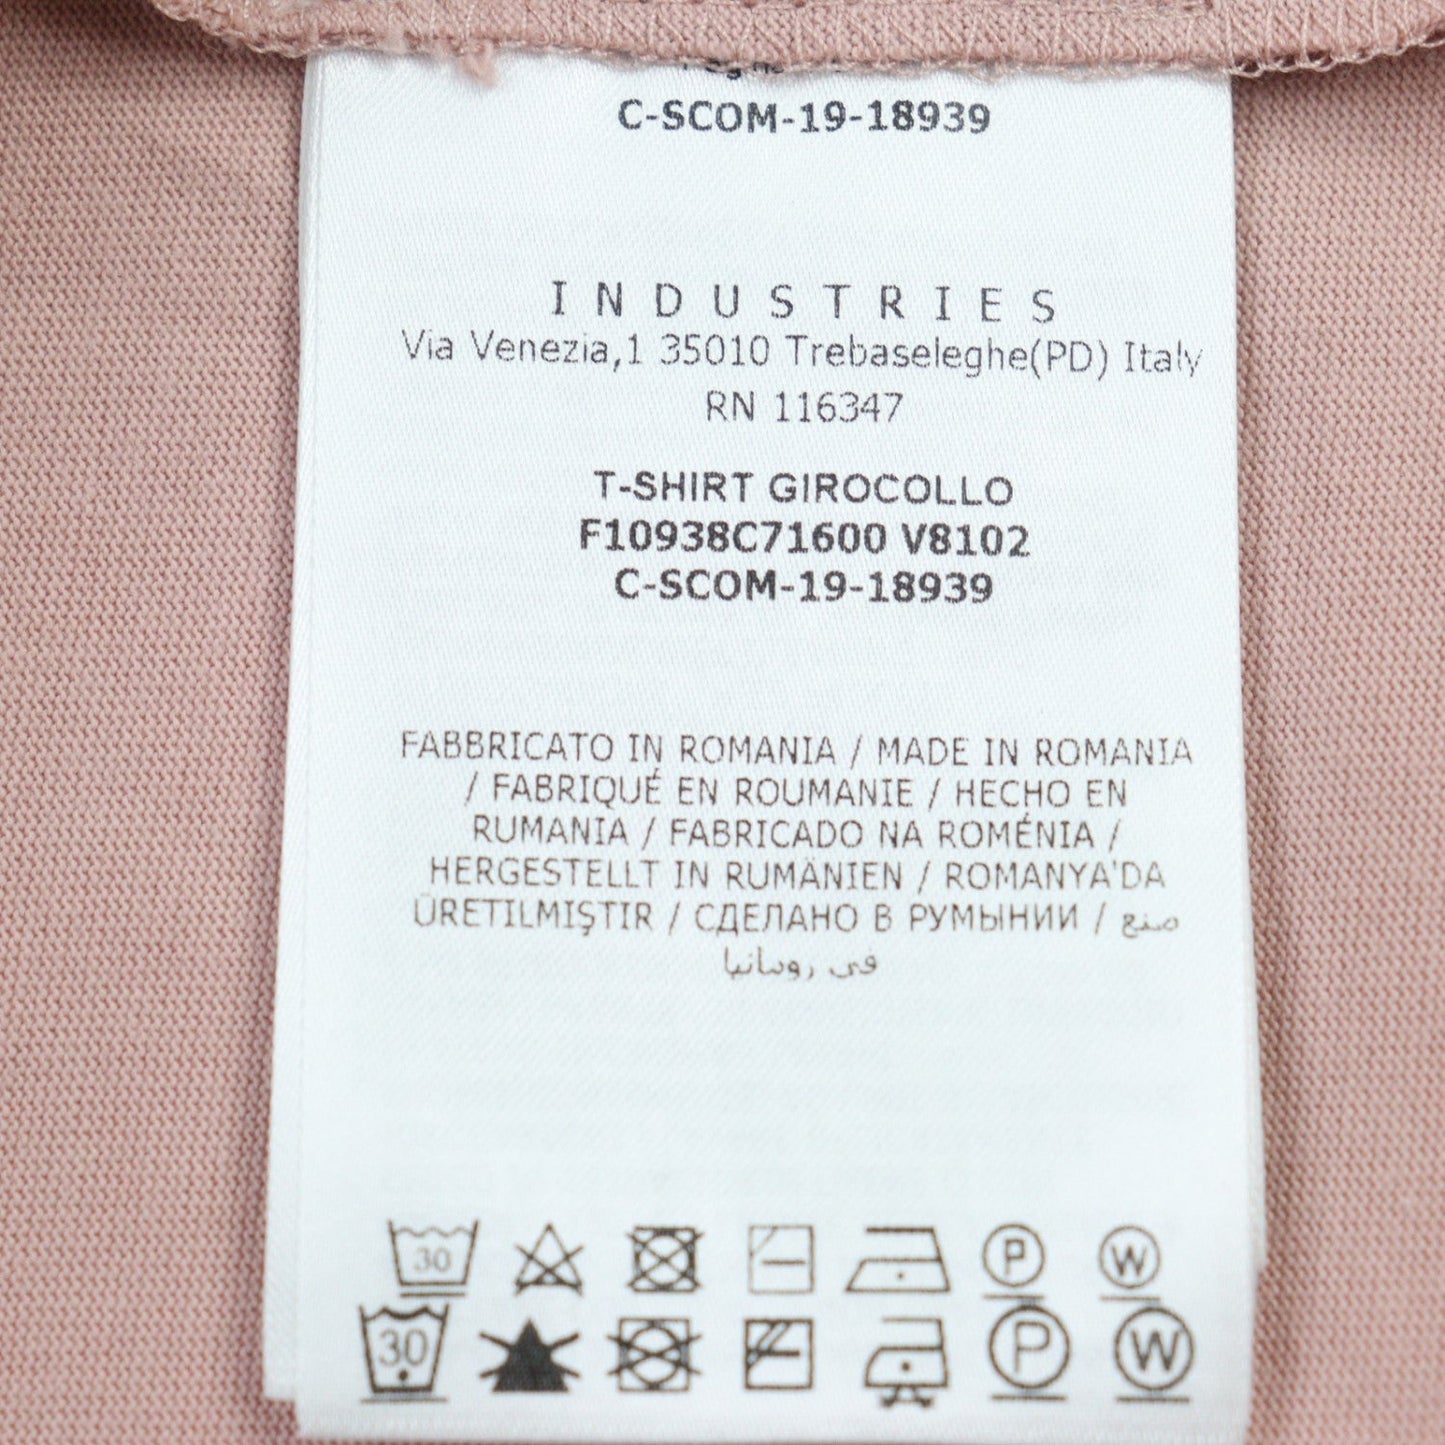 C-SCOM-19-18939
INDUSTRIES
Via Venezia,1 35010 Trebaseleghe(PD) Italy
RN 116347
T-SHIRT GIROCOLLO
F10938C71600 V8102
C-SCOM-19-18939
FABBRICATO IN ROMANIA / MADE IN ROMANIA
/ FABRIQUÉ EN ROUMANIE / HECHO EN
RUMANIA / FABRICADO NA ROMÉNIA /
HERGESTELLT IN RUMÄNIEN / ROMANYA'DA
ÜRETILMIŞTIR / СДЕЛАНО В РУМЫНИИ / صنع
في رومانيا
30 P W
30 P W